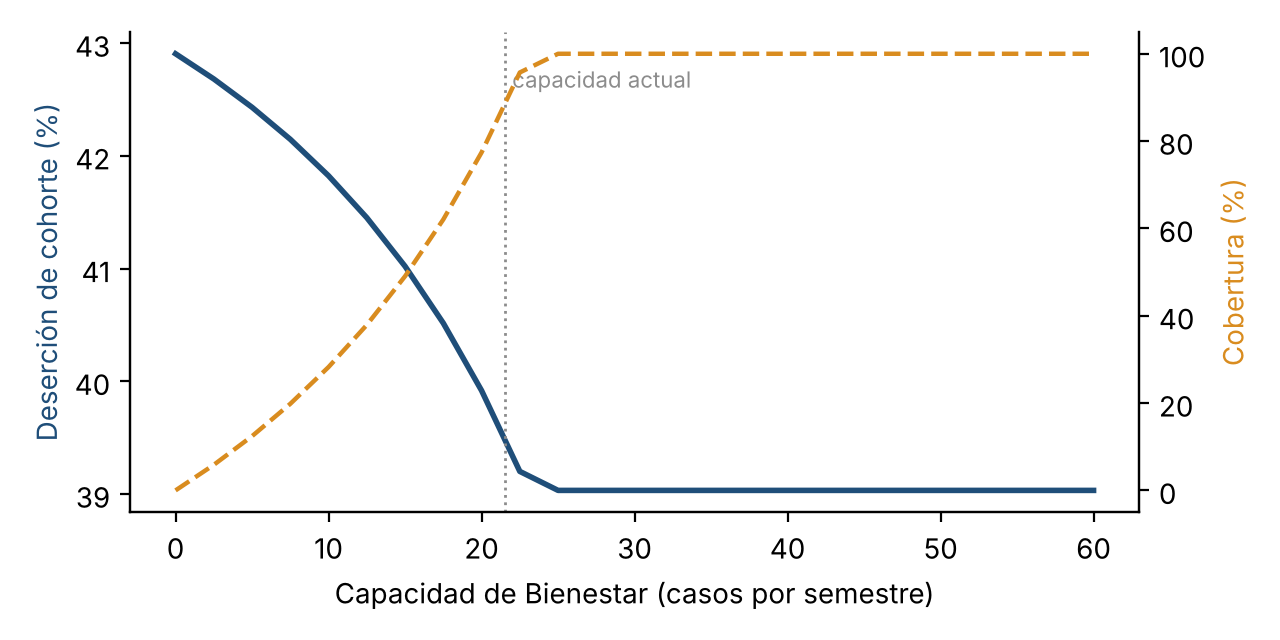 Deserción de cohorte (%)
43
42
41
40
39
capacidad actual
100
80
60
40
20
0
Cobertura (%)
0 10 20 30 40 50 60
Capacidad de Bienestar (casos por semestre)